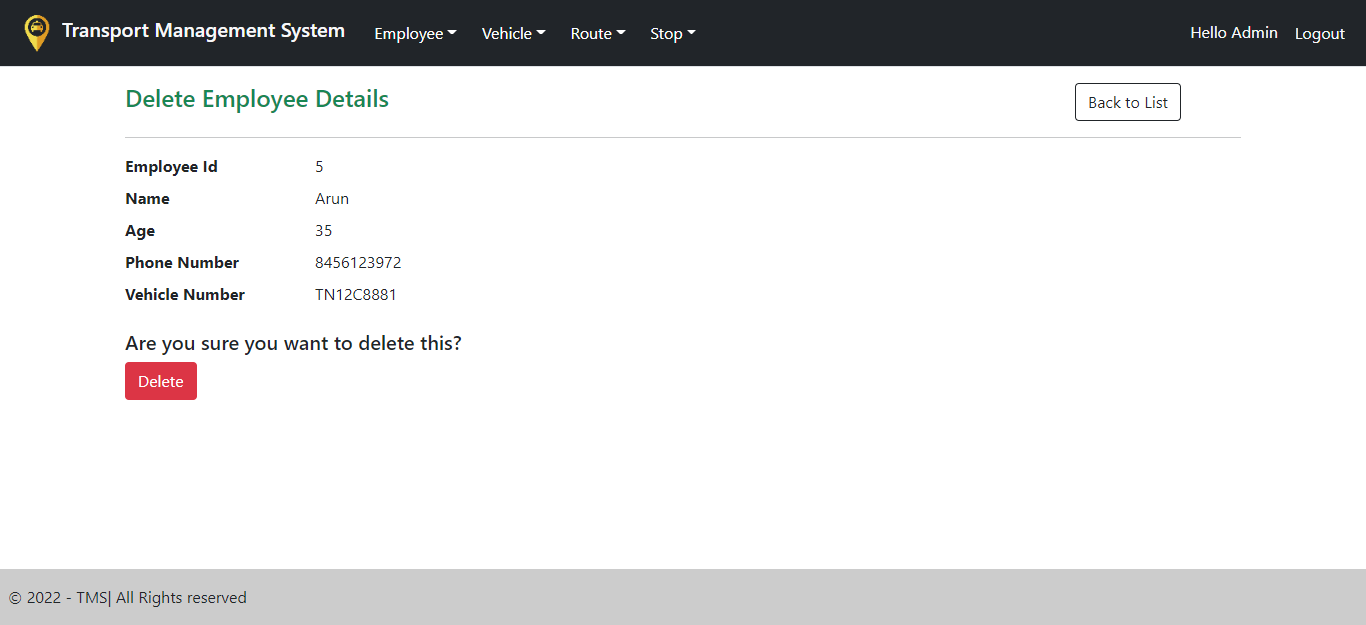 Transport Management System Employee Vehicle Route Stop Hello Admin Logout
Delete Employee Details Back to List
Employee Id 5
Name Arun
Age 35
Phone Number 8456123972
Vehicle Number TN12C8881
Are you sure you want to delete this?
Delete
© 2022 - TMS| All Rights reserved